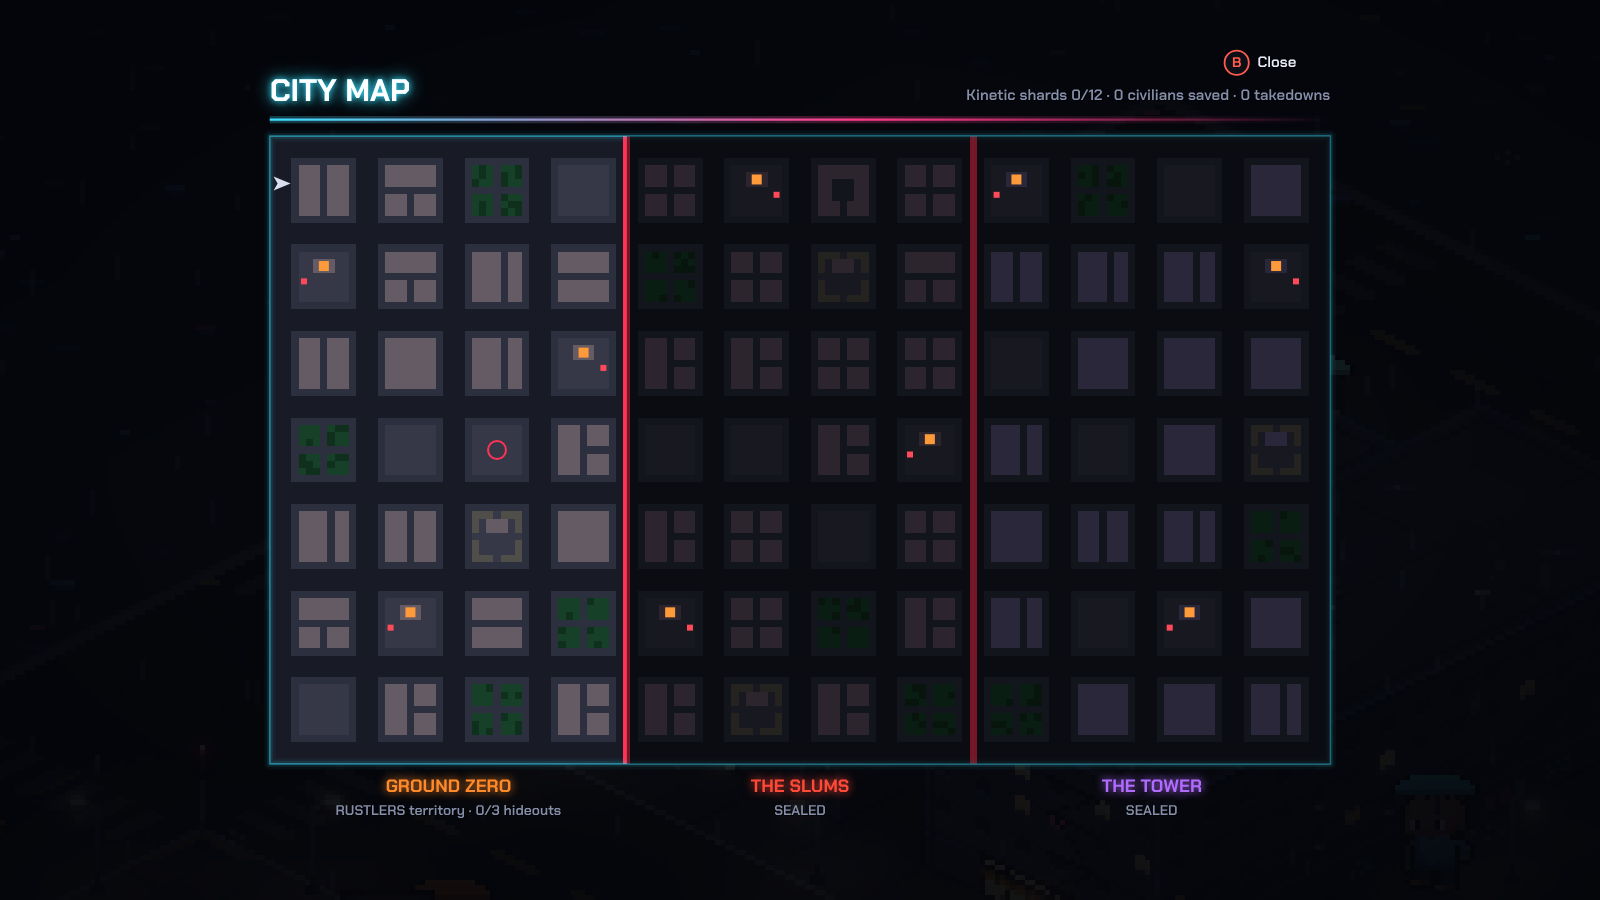 B Close
CITY MAP
Kinetic shards 0/12 · 0 civilians saved · 0 takedowns
GROUND ZERO
RUSTLERS territory · 0/3 hideouts
THE SLUMS
SEALED
THE TOWER
SEALED